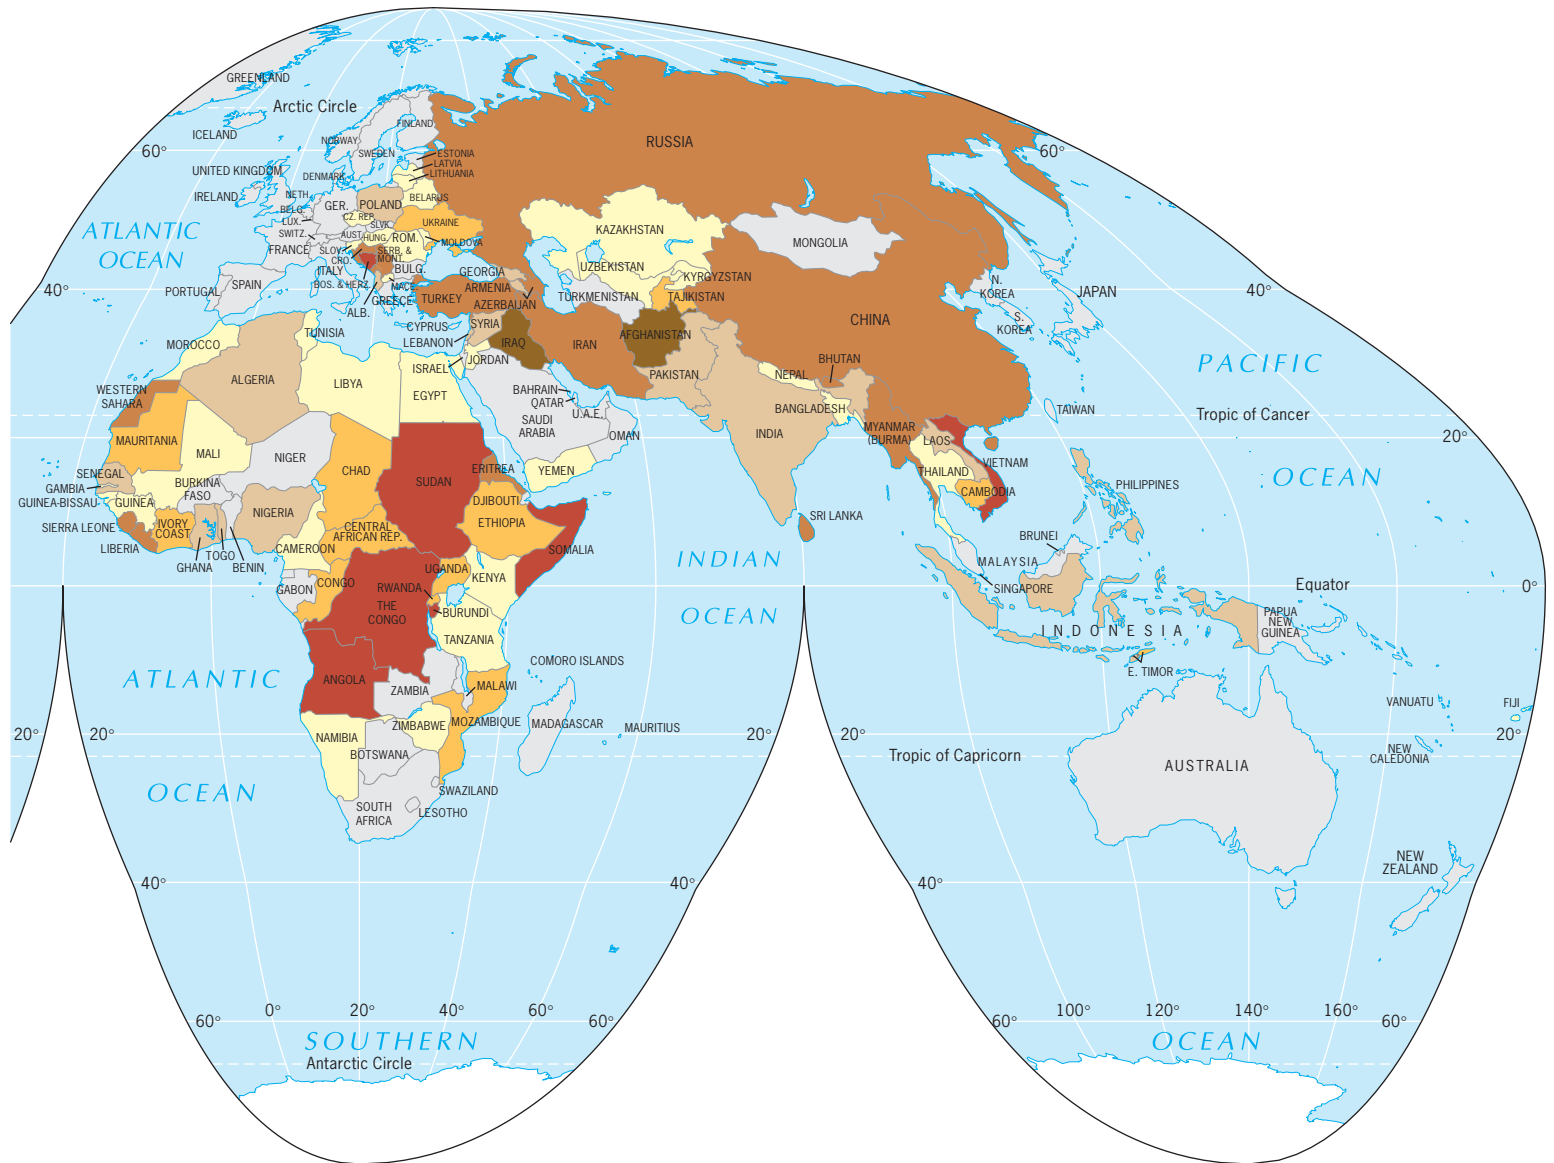 GREENLAND
Arctic Circle
ICELAND
60°
60°
NORWAY
FINLAND
SWEDEN
ESTONIA
LATVIA
LITHUANIA
RUSSIA
UNITED KINGDOM
DENMARK
IRELAND
NETH.
BELG.
GER.
POLAND
BELARUS
LUX.
CZ. REP.
SLVK.
UKRAINE
SWITZ.
AUST.
HUNG.
ROM.
MOLDOVA
FRANCE
SLOV.
CRO.
SERB. &
MONT.
ITALY
BULG.
BOS. & HERZ.
MACE.
PORTUGAL
SPAIN
ALB.
GREECE
ATLANTIC
OCEAN
40°
40°
KAZAKHSTAN
MONGOLIA
UZBEKISTAN
KYRGYZSTAN
GEORGIA
ARMENIA
AZERBAIJAN
TURKMENISTAN
TAJIKISTAN
TURKEY
N.
KOREA
S.
KOREA
JAPAN
CHINA
CYPRUS
LEBANON
SYRIA
IRAQ
IRAN
AFGHANISTAN
TUNISIA
MOROCCO
ISRAEL
JORDAN
PAKISTAN
NEPAL
BHUTAN
PACIFIC
ALGERIA
LIBYA
EGYPT
BAHRAIN
QATAR
U.A.E.
SAUDI
ARABIA
OMAN
WESTERN
SAHARA
BANGLADESH
INDIA
MYANMAR
(BURMA)
LAOS
TAIWAN
Tropic of Cancer
20°
MAURITANIA
MALI
NIGER
CHAD
SUDAN
ERITREA
YEMEN
VIETNAM
THAILAND
CAMBODIA
PHILIPPINES
OCEAN
SENEGAL
GAMBIA
GUINEA-BISSAU
GUINEA
BURKINA
FASO
NIGERIA
DJIBOUTI
ETHIOPIA
SRI LANKA
SIERRA LEONE
LIBERIA
IVORY
COAST
GHANA
TOGO
BENIN
CAMEROON
CENTRAL
AFRICAN REP.
SOMALIA
BRUNEI
MALAYSIA
SINGAPORE
INDIAN
OCEAN
GABON
CONGO
UGANDA
KENYA
RWANDA
BURUNDI
THE
CONGO
TANZANIA
Equator
0°
INDONESIA
PAPUA
NEW
GUINEA
E. TIMOR
COMORO ISLANDS
ATLANTIC
OCEAN
ANGOLA
ZAMBIA
MALAWI
MOZAMBIQUE
ZIMBABWE
MADAGASCAR
MAURITIUS
NAMIBIA
BOTSWANA
VANUATU
FIJI
20°
20°
20°
20°
20°
NEW
CALEDONIA
Tropic of Capricorn
AUSTRALIA
SWAZILAND
LESOTHO
SOUTH
AFRICA
NEW
ZEALAND
40°
40°
40°
60°
0°
20°
40°
60°
60°
60°
100°
120°
140°
160°
60°
SOUTHERN
OCEAN
Antarctic Circle